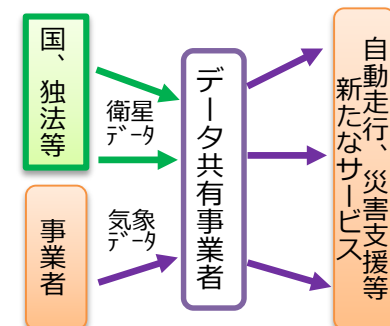 国、独法等
衛星
ﾃﾞｰﾀ
データ共有事業者
自動走行、災害支援等
新たなサービス
事業者
気象
ﾃﾞｰﾀ